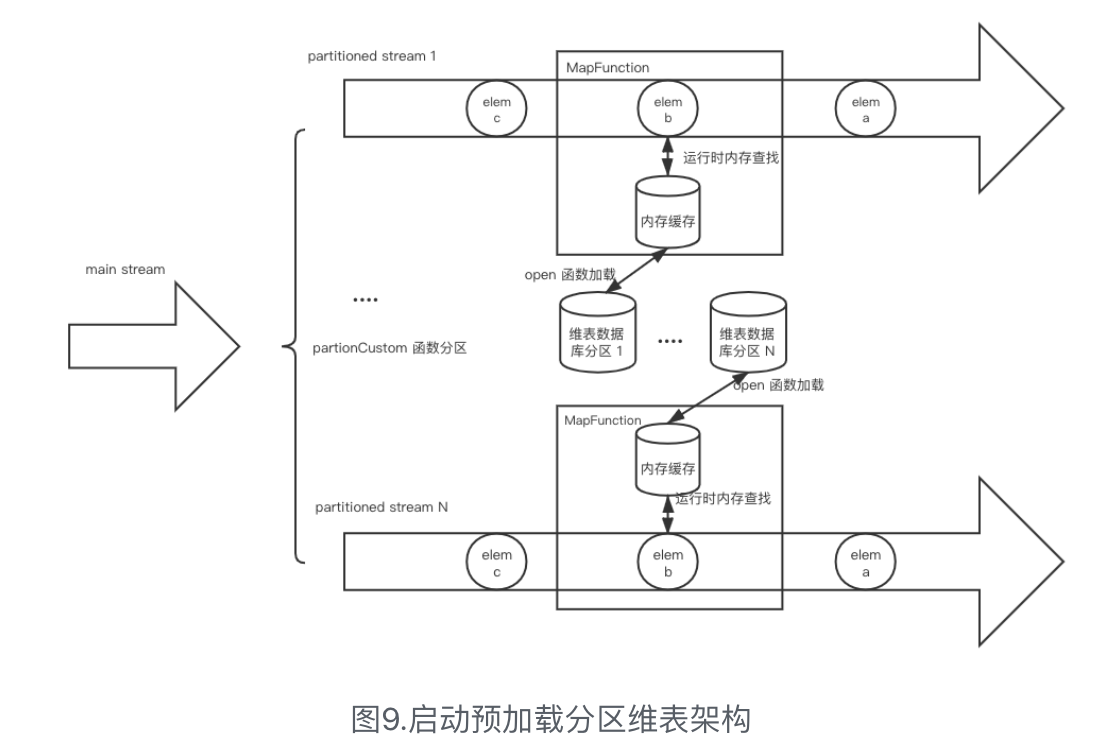 partitioned stream 1
MapFunction
elem
c
elem
b
elem
a
运行时内存查找
内存缓存
open 函数加载
main stream
....
partionCustom 函数分区
维表数据
库分区 1
....
维表数据
库分区 N
open 函数加载
MapFunction
内存缓存
运行时内存查找
partitioned stream N
elem
c
elem
b
elem
a
图9.启动预加载分区维表架构